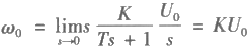 ω₀ = lim_{s→0} s K/(Ts + 1) U₀/s = KU₀